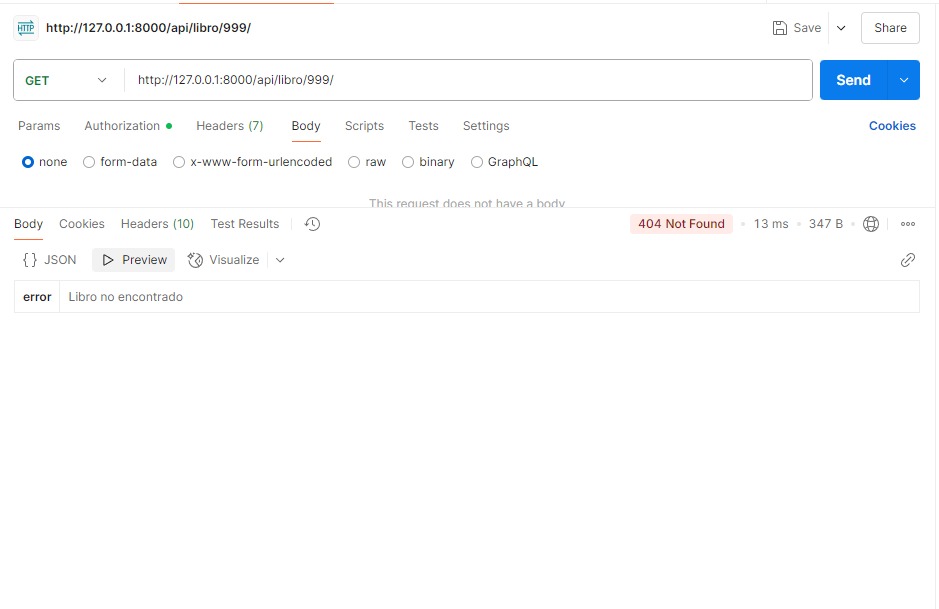 HTTP http://127.0.0.1:8000/api/libro/999/ Save Share
GET http://127.0.0.1:8000/api/libro/999/ Send
Params Authorization Headers (7) Body Scripts Tests Settings Cookies
none form-data x-www-form-urlencoded raw binary GraphQL
This request does not have a body
Body Cookies Headers (10) Test Results 404 Not Found 13 ms 347 B
{} JSON Preview Visualize
error Libro no encontrado